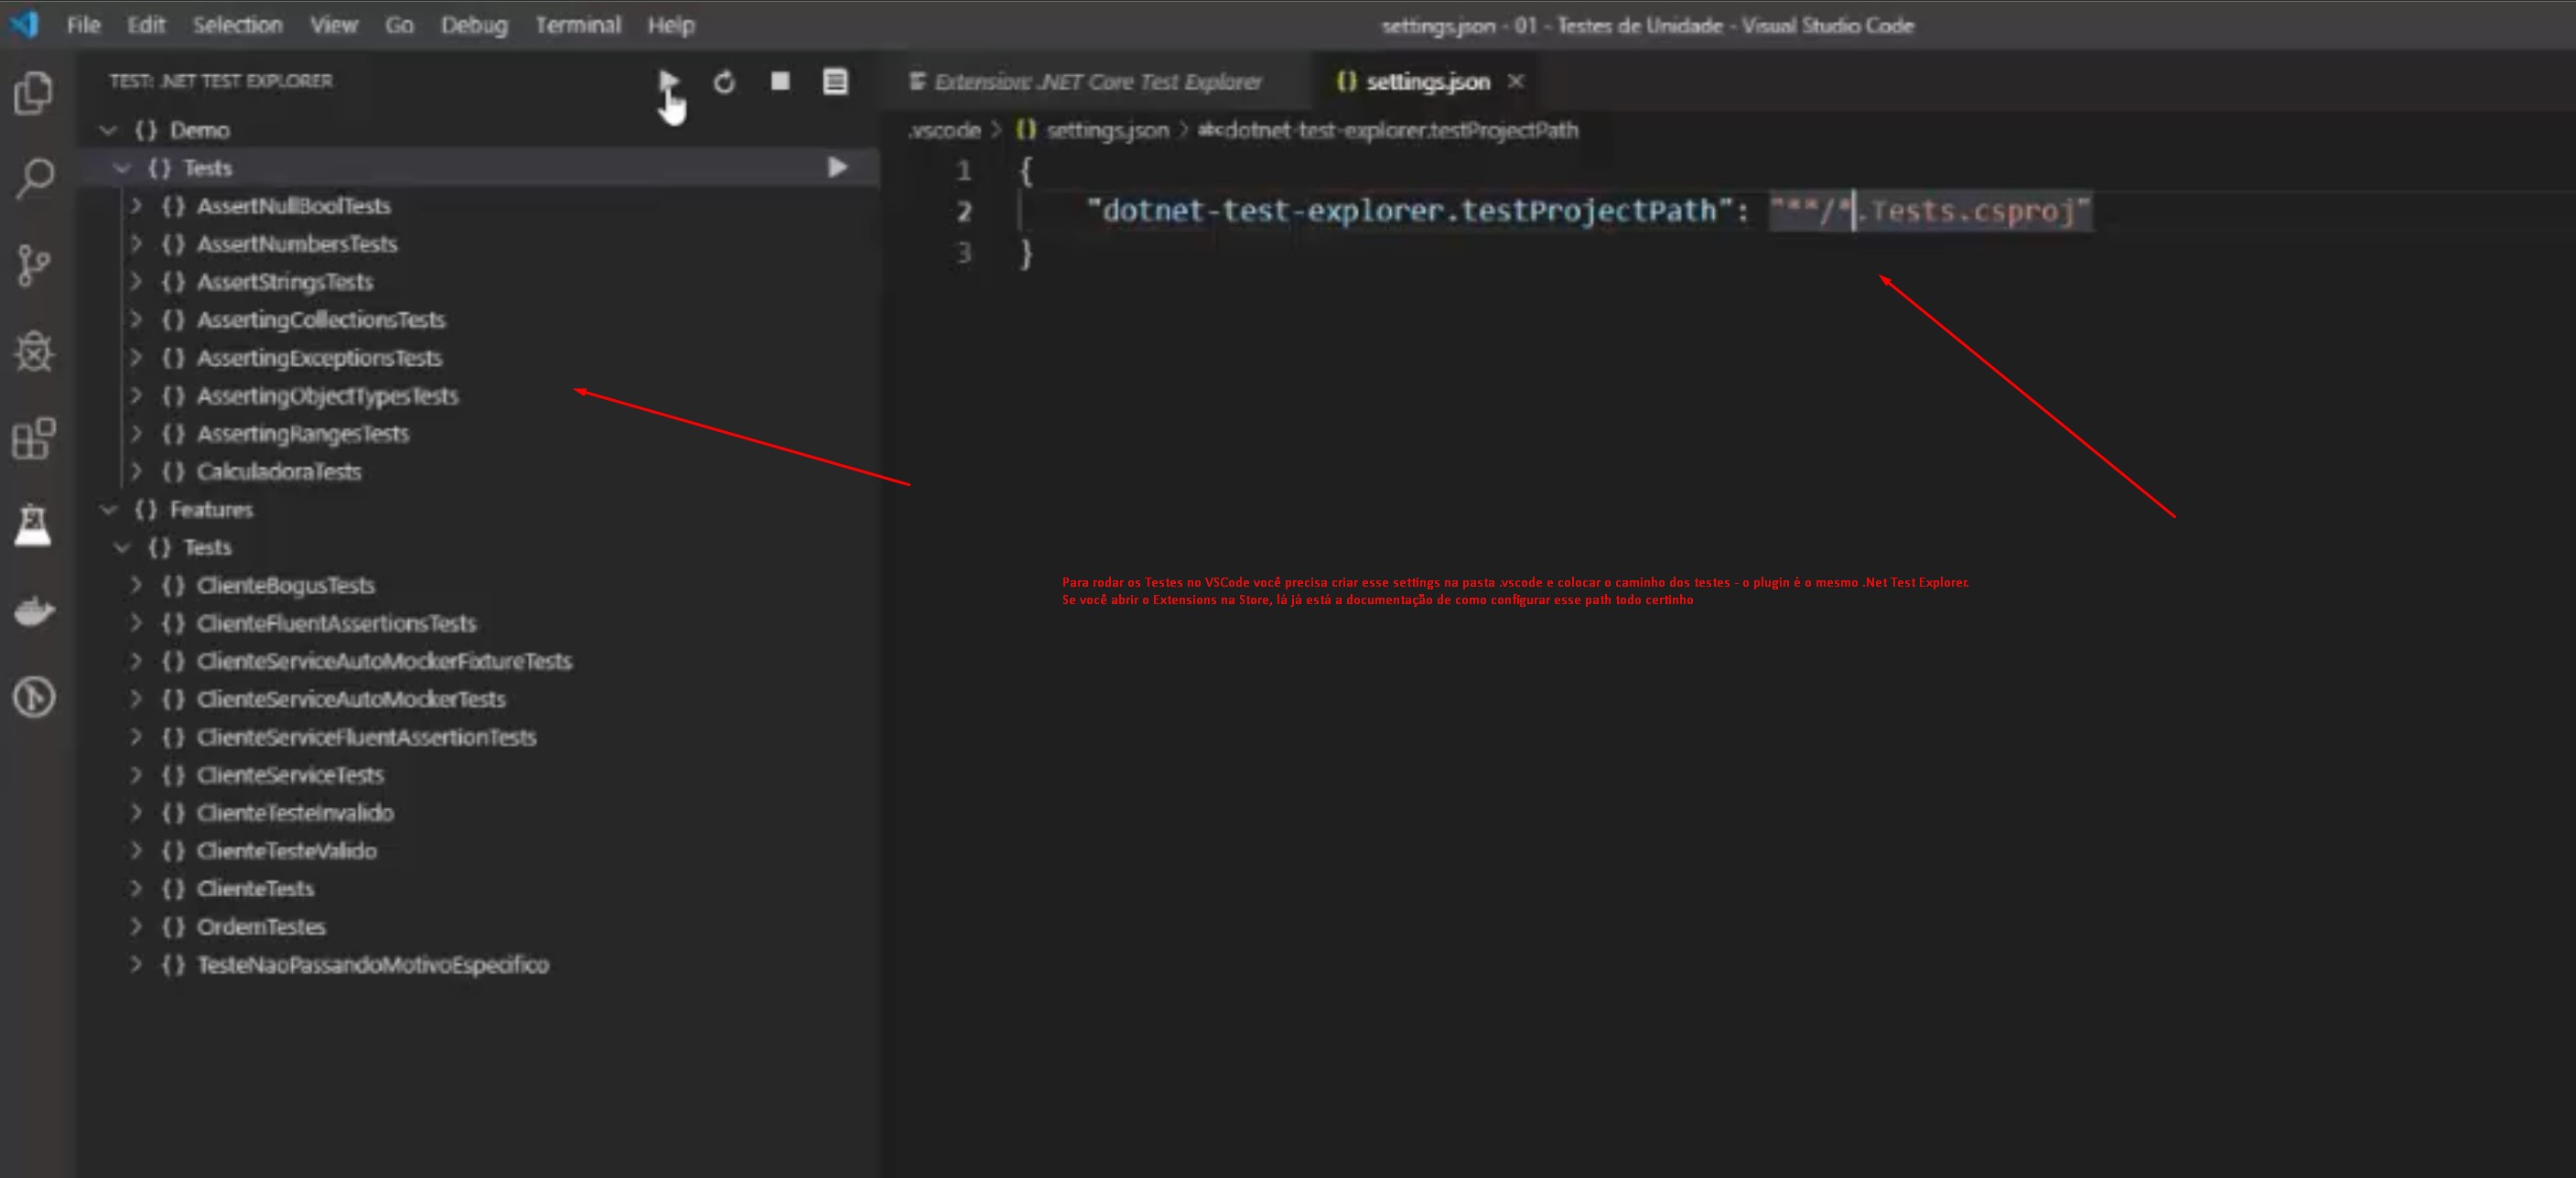 File Edit Selection View Go Debug Terminal Help
settings.json - 01 - Testes de Unidade - Visual Studio Code
TEST: .NET TEST EXPLORER
Extension: .NET Core Test Explorer
{} settings.json ×
{} Demo
.vscode > {} settings.json > abc dotnet-test-explorer.testProjectPath
{} Tests
1 {
{} AssertNullBoolTests
2 "dotnet-test-explorer.testProjectPath": "**/*.Tests.csproj"
{} AssertNumbersTests
3 }
{} AssertStringsTests
{} AssertingCollectionsTests
{} AssertingExceptionsTests
{} AssertingObjectTypesTests
{} AssertingRangesTests
{} CalculadoraTests
{} Features
{} Tests
{} ClienteBogusTests
{} ClienteFluentAssertionsTests
{} ClienteServiceAutoMockerFixtureTests
{} ClienteServiceAutoMockerTests
{} ClienteServiceFluentAssertionTests
{} ClienteServiceTests
{} ClienteTesteInvalido
{} ClienteTesteValido
{} ClienteTests
{} OrdemTestes
{} TesteNaoPassandoMotivoEspecifico
Para rodar os Testes no VSCode você precisa criar esse settings na pasta .vscode e colocar o caminho dos testes - o plugin é o mesmo .Net Test Explorer.
Se você abrir o Extensions na Store, lá já está a documentação de como configurar esse path todo certinho